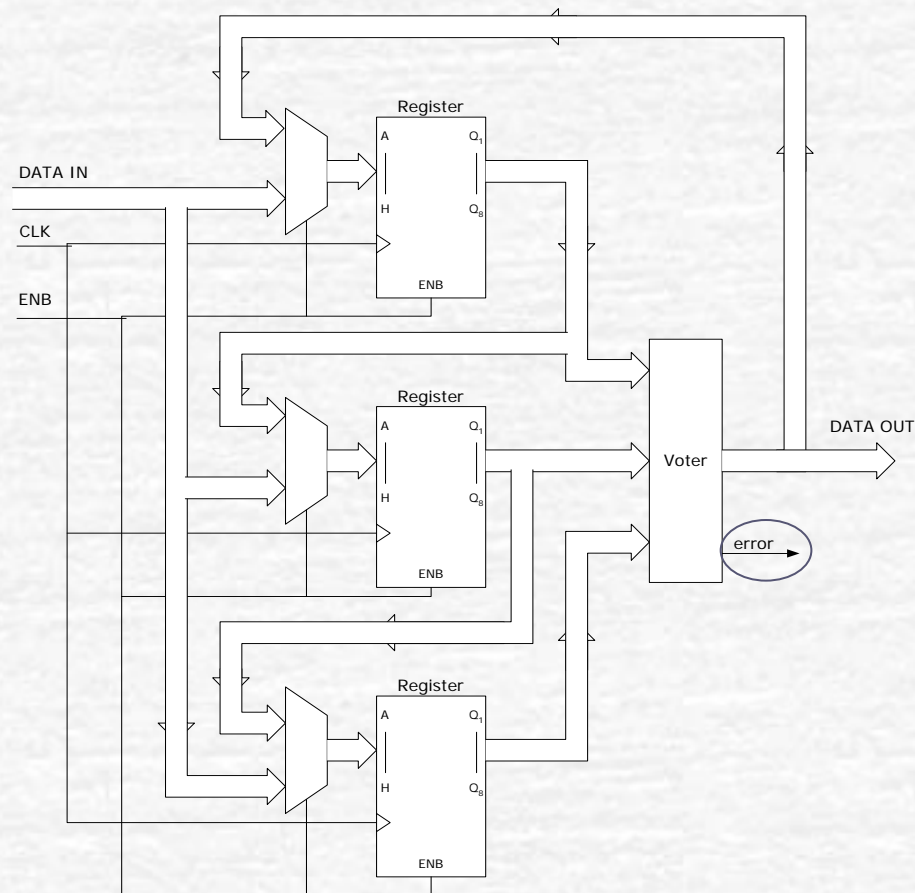 Register
A
Q1
DATA IN
H
Q8
CLK
ENB
ENB
Register
A
Q1
DATA OUT
Voter
H
Q8
error
ENB
Register
A
Q1
H
Q8
ENB